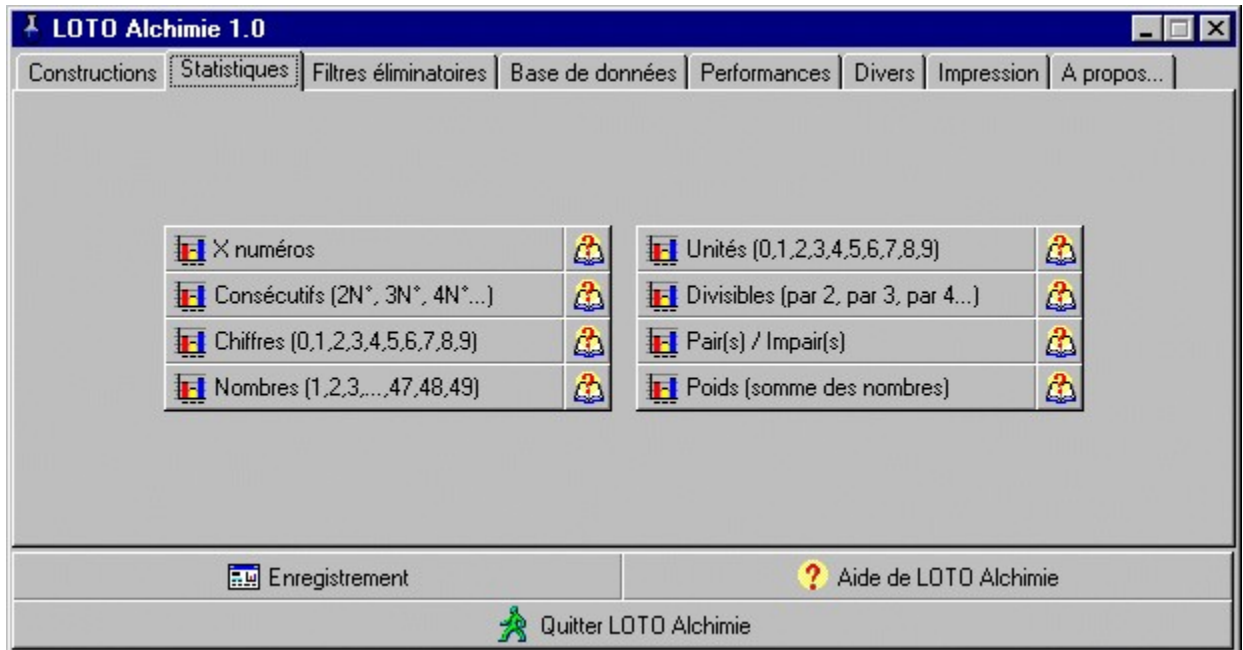 LOTO Alchimie 1.0
Constructions Statistiques Filtres éliminatoires Base de données Performances Divers Impression A propos...
X numéros
Consécutifs (2N°, 3N°, 4N°...)
Chiffres (0,1,2,3,4,5,6,7,8,9)
Nombres (1,2,3,...,47,48,49)
Unités (0,1,2,3,4,5,6,7,8,9)
Divisibles (par 2, par 3, par 4...)
Pair(s) / Impair(s)
Poids (somme des nombres)
Enregistrement
? Aide de LOTO Alchimie
Quitter LOTO Alchimie